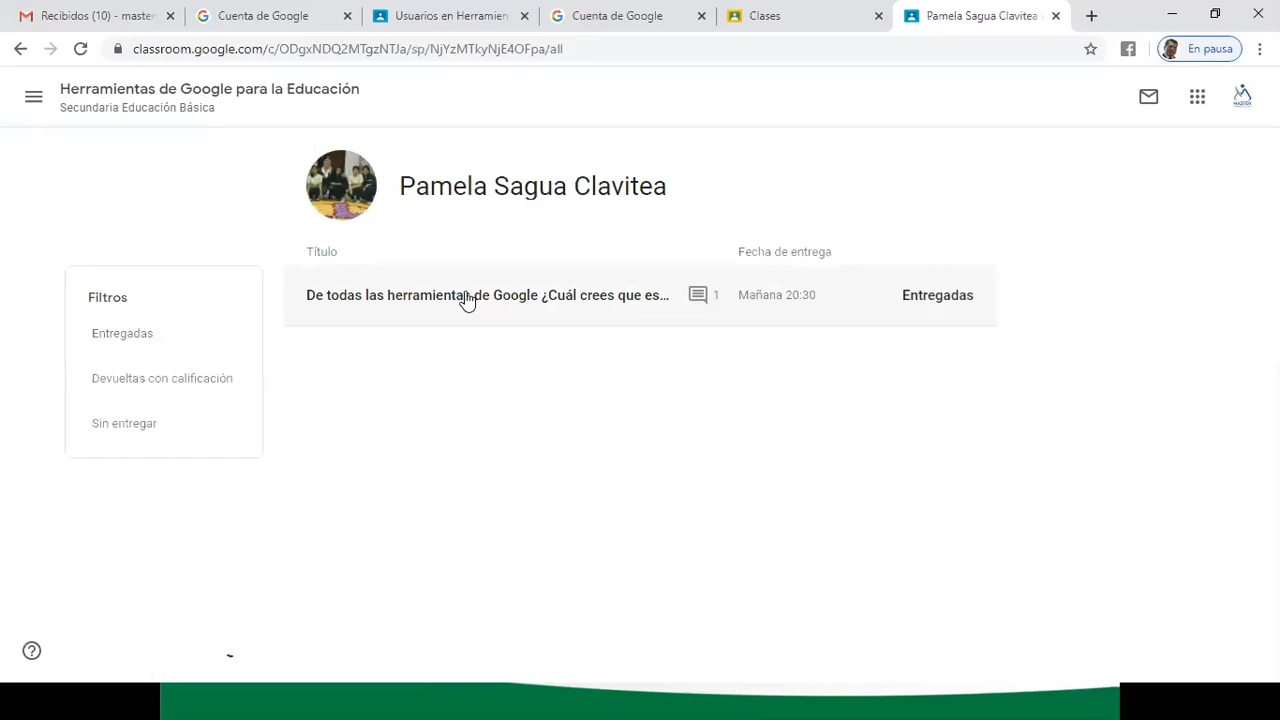 Recibidos (10) - master
Cuenta de Google
Usuarios en Herramien
Cuenta de Google
Clases
Pamela Sagua Clavitea
classroom.google.com/c/ODgxNDQ2MTgzNTJa/sp/NjYzMTkyNjE4OFpa/all
En pausa
Herramientas de Google para la Educación
Secundaria Educación Básica
MASTER
Pamela Sagua Clavitea
Título
Fecha de entrega
De todas las herramientas de Google ¿Cuál crees que es...
1
Mañana 20:30
Entregadas
Filtros
Entregadas
Devueltas con calificación
Sin entregar